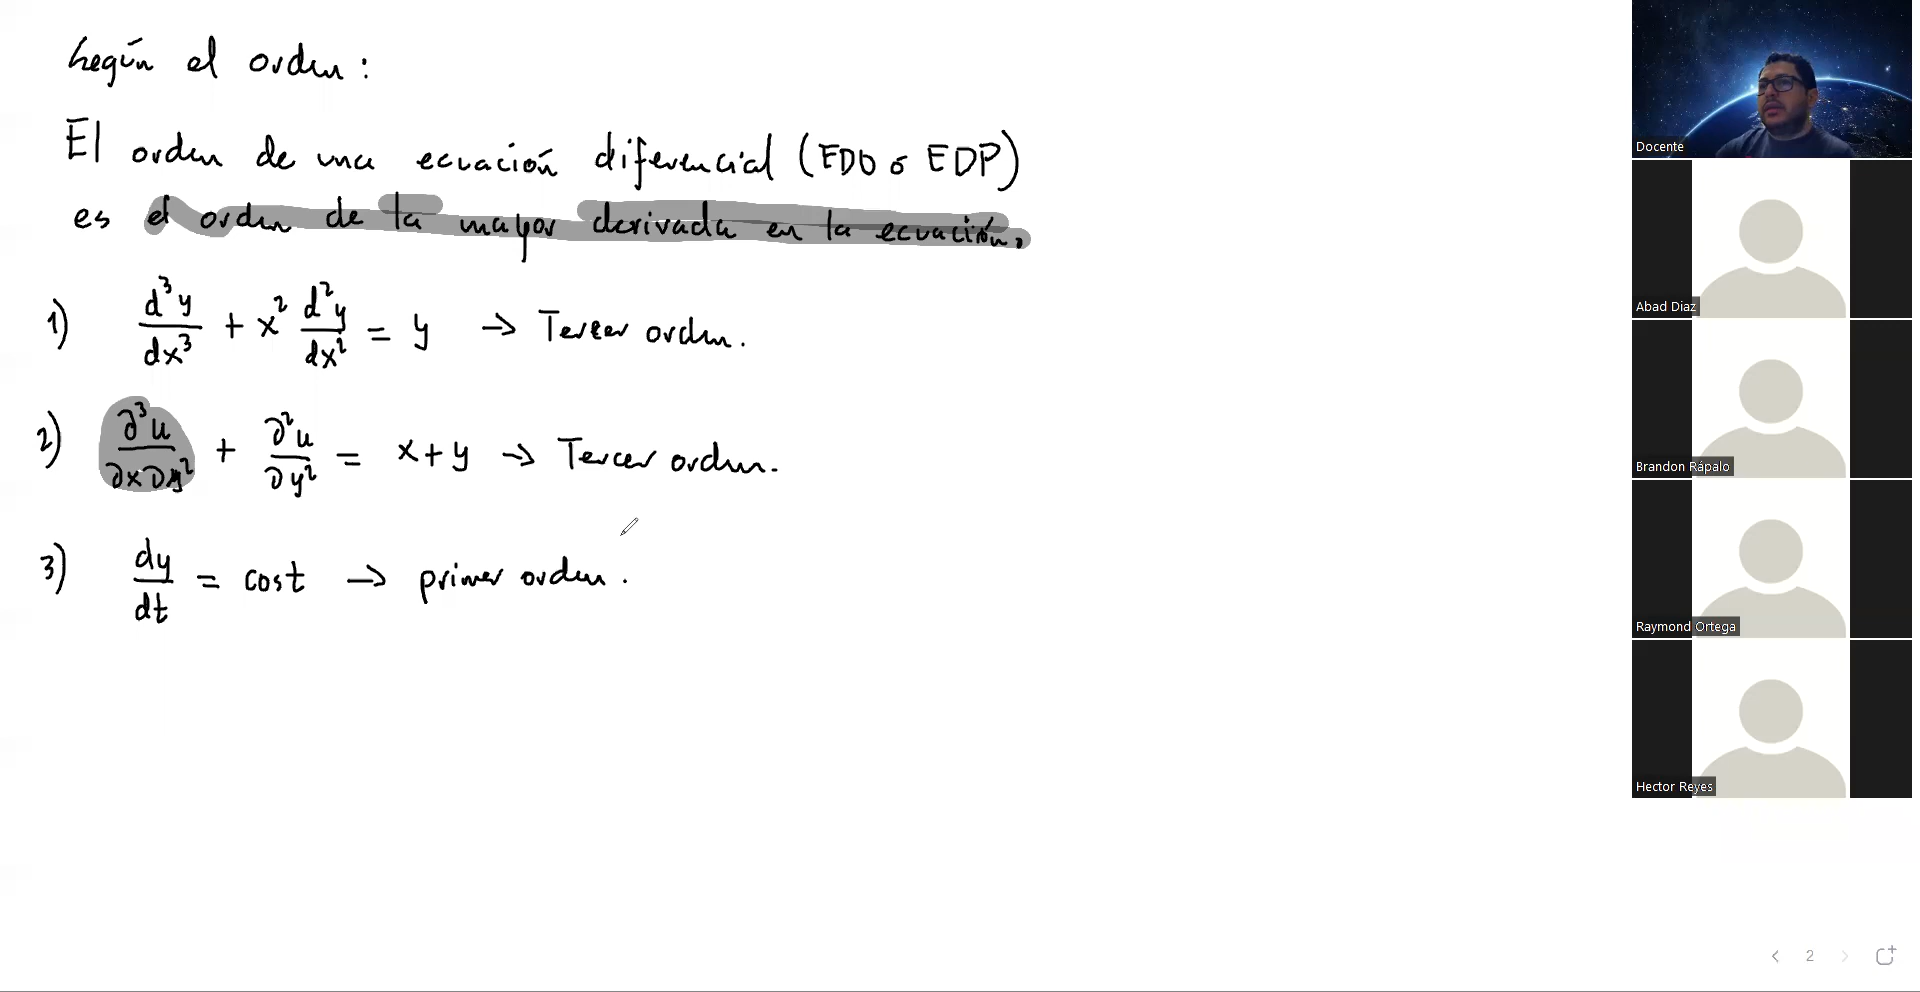 Según el orden:
El orden de una ecuación diferencial (EDO o EDP)
es el orden de la mayor derivada en la ecuación.
1) d³y/dx³ + x² d²y/dx² = y → Tercer orden.
2) ∂³u/∂x∂y² + ∂²u/∂y² = x+y → Tercer orden.
3) dy/dt = cost → primer orden.
Docente
Abad Diaz
Brandon Rápalo
Raymond Ortega
Hector Reyes
2